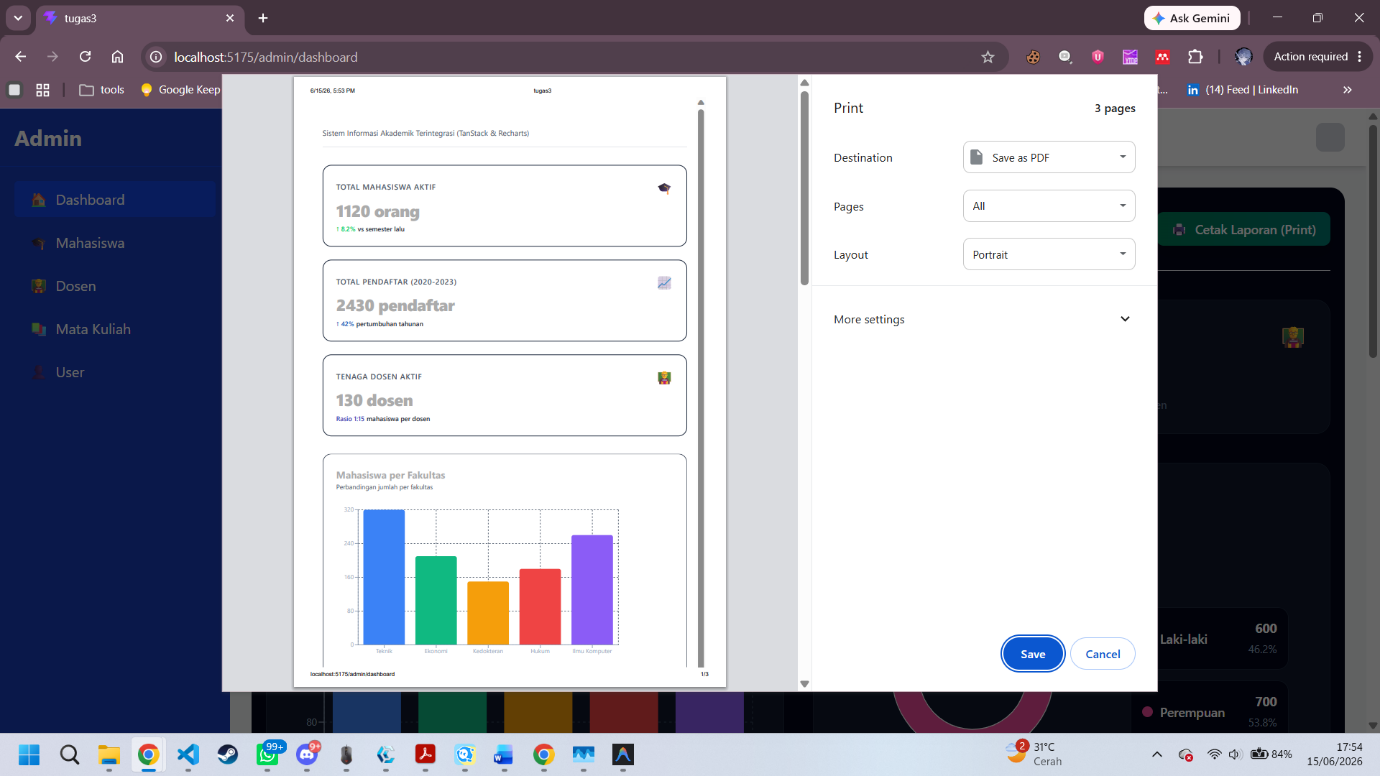 tugas3
Ask Gemini
localhost:5175/admin/dashboard
Action required
tools
Google Keep
t...
(14) Feed | LinkedIn
Admin
Dashboard
Mahasiswa
Dosen
Mata Kuliah
User
6/15/26, 5:53 PM
tugas3
Sistem Informasi Akademik Terintegrasi (TanStack & Recharts)
TOTAL MAHASISWA AKTIF
1120 orang
↑ 8.2% vs semester lalu
TOTAL PENDAFTAR (2020-2023)
2430 pendaftar
↑ 42% pertumbuhan tahunan
TENAGA DOSEN AKTIF
130 dosen
Rasio 1:15 mahasiswa per dosen
Mahasiswa per Fakultas
Perbandingan jumlah per fakultas
320
240
160
80
0
Teknik Ekonomi Kedokteran Hukum Ilmu Komputer
localhost:5175/admin/dashboard
1/3
Print
3 pages
Destination
Save as PDF
Pages
All
Layout
Portrait
More settings
Save
Cancel
Cetak Laporan (Print)
en
Laki-laki
600
46.2%
Perempuan
700
53.8%
80
99+
9+
2
31°C
Cerah
84%
17:54
15/06/2026